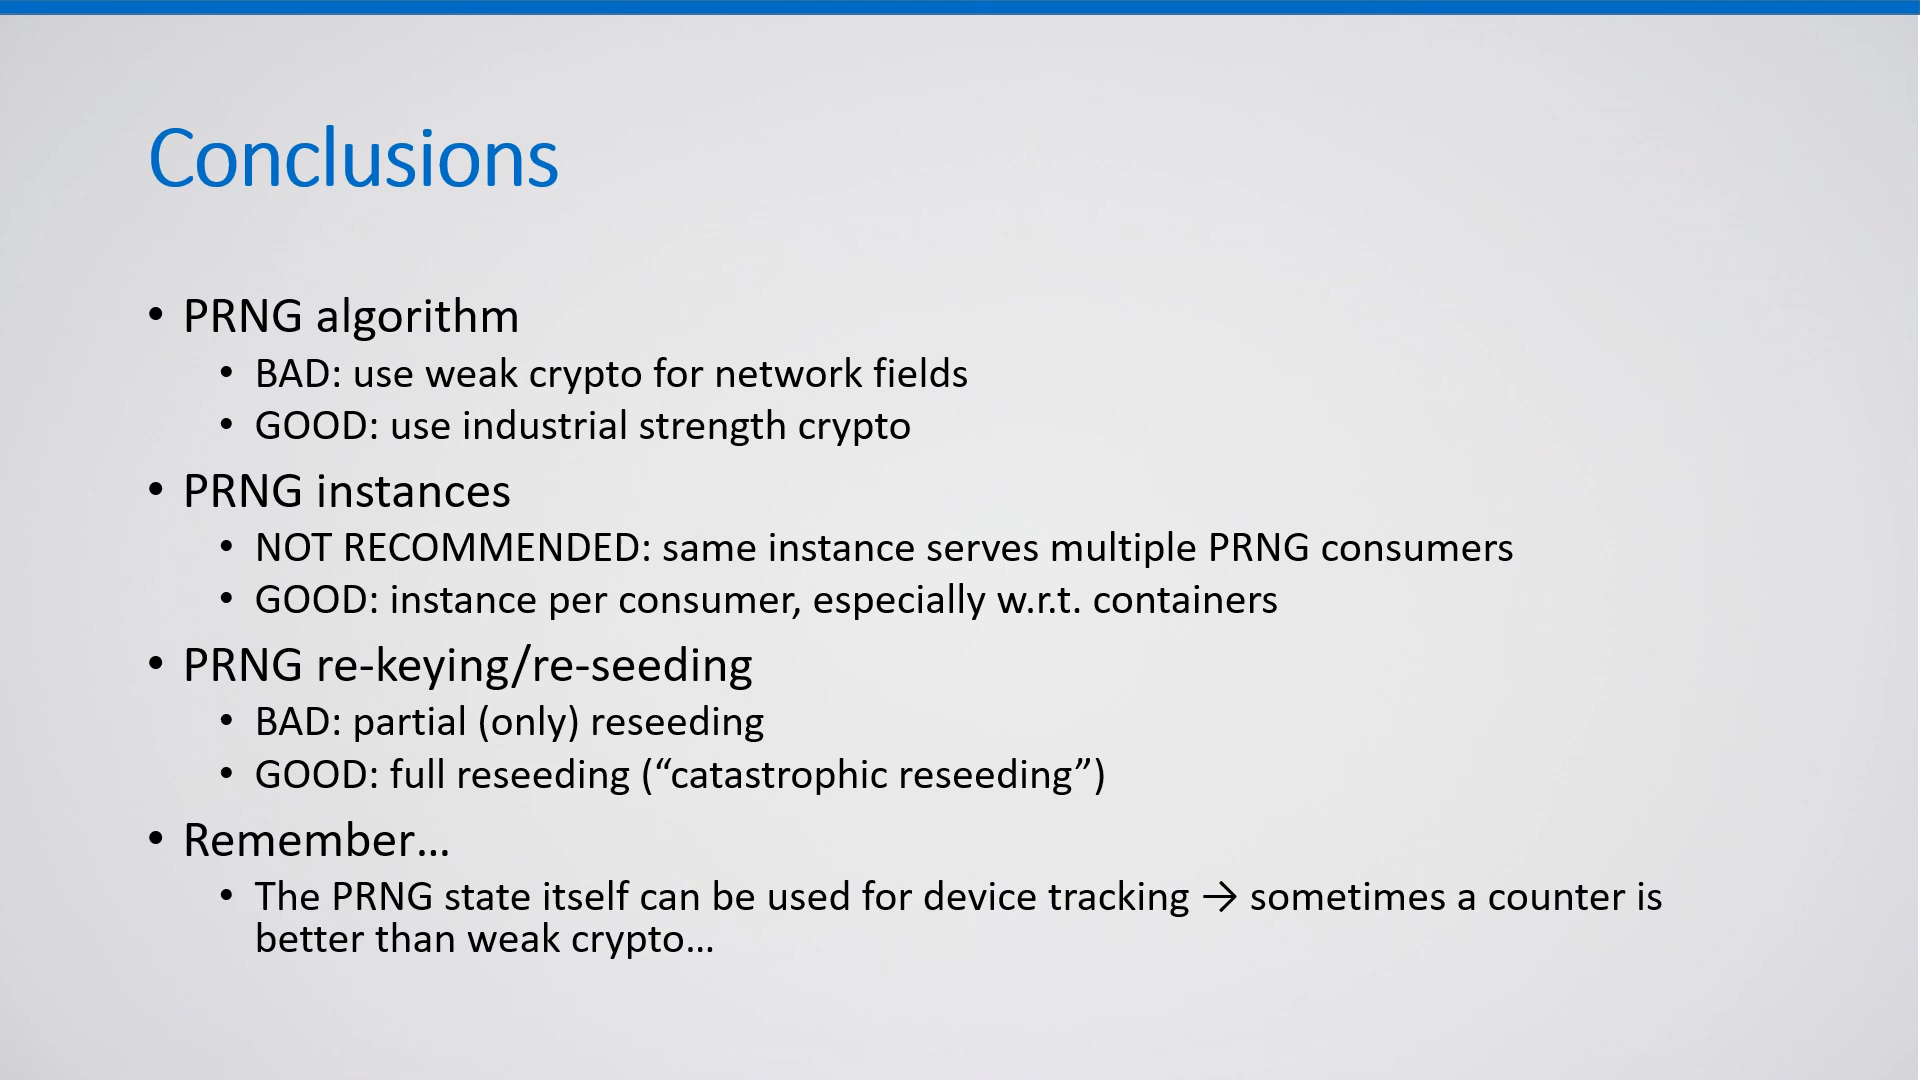 Conclusions
• PRNG algorithm
• BAD: use weak crypto for network fields
• GOOD: use industrial strength crypto
• PRNG instances
• NOT RECOMMENDED: same instance serves multiple PRNG consumers
• GOOD: instance per consumer, especially w.r.t. containers
• PRNG re-keying/re-seeding
• BAD: partial (only) reseeding
• GOOD: full reseeding (“catastrophic reseeding”)
• Remember…
• The PRNG state itself can be used for device tracking → sometimes a counter is
better than weak crypto…